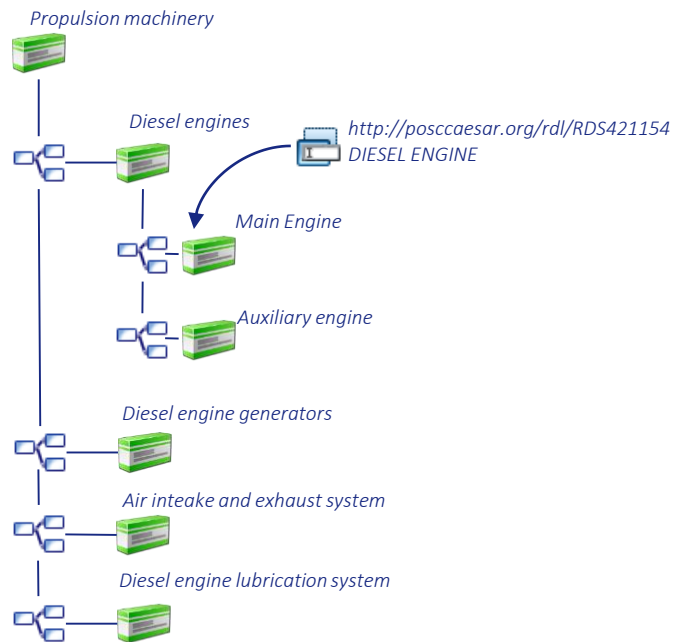 Propulsion machinery
Diesel engines
http://posccaesar.org/rdl/RDS421154
DIESEL ENGINE
Main Engine
Auxiliary engine
Diesel engine generators
Air inteake and exhaust system
Diesel engine lubrication system